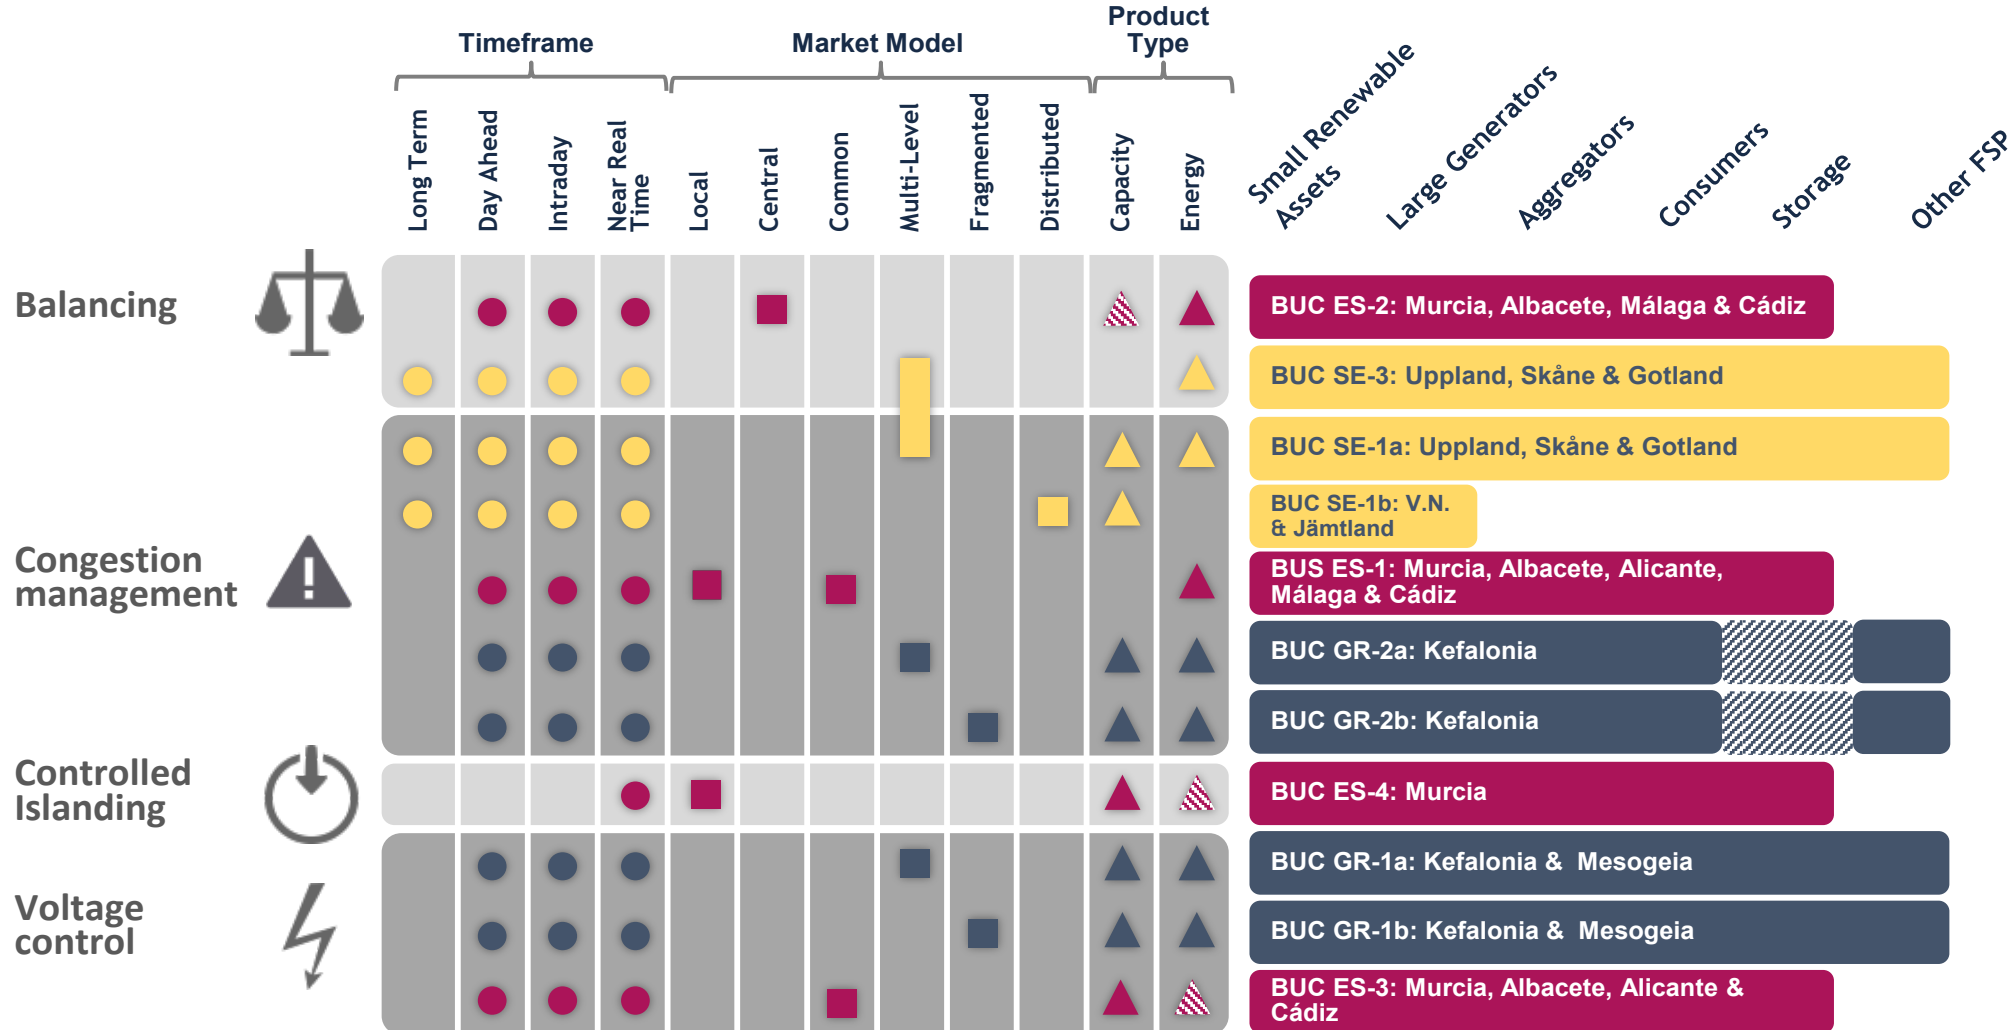 Timeframe
Market Model
Product
Type
Long Term
Day Ahead
Intraday
Near Real
Time
Local
Central
Common
Multi-Level
Fragmented
Distributed
Capacity
Energy
Small Renewable
Assets
Large Generators
Aggregators
Consumers
Storage
Other FSP
Balancing
BUC ES-2: Murcia, Albacete, Málaga & Cádiz
BUC SE-3: Uppland, Skåne & Gotland
BUC SE-1a: Uppland, Skåne & Gotland
BUC SE-1b: V.N.
& Jämtland
Congestion
management
BUS ES-1: Murcia, Albacete, Alicante,
Málaga & Cádiz
BUC GR-2a: Kefalonia
BUC GR-2b: Kefalonia
Controlled
Islanding
BUC ES-4: Murcia
BUC GR-1a: Kefalonia & Mesogeia
Voltage
control
BUC GR-1b: Kefalonia & Mesogeia
BUC ES-3: Murcia, Albacete, Alicante &
Cádiz